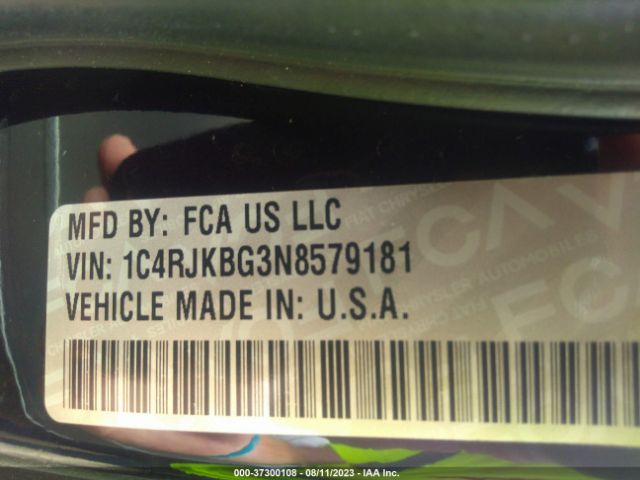 MFD BY: FCA US LLC
VIN: 1C4RJKBG3N8579181
VEHICLE MADE IN: U.S.A.
000-37300108 - 08/11/2023 - IAA Inc.